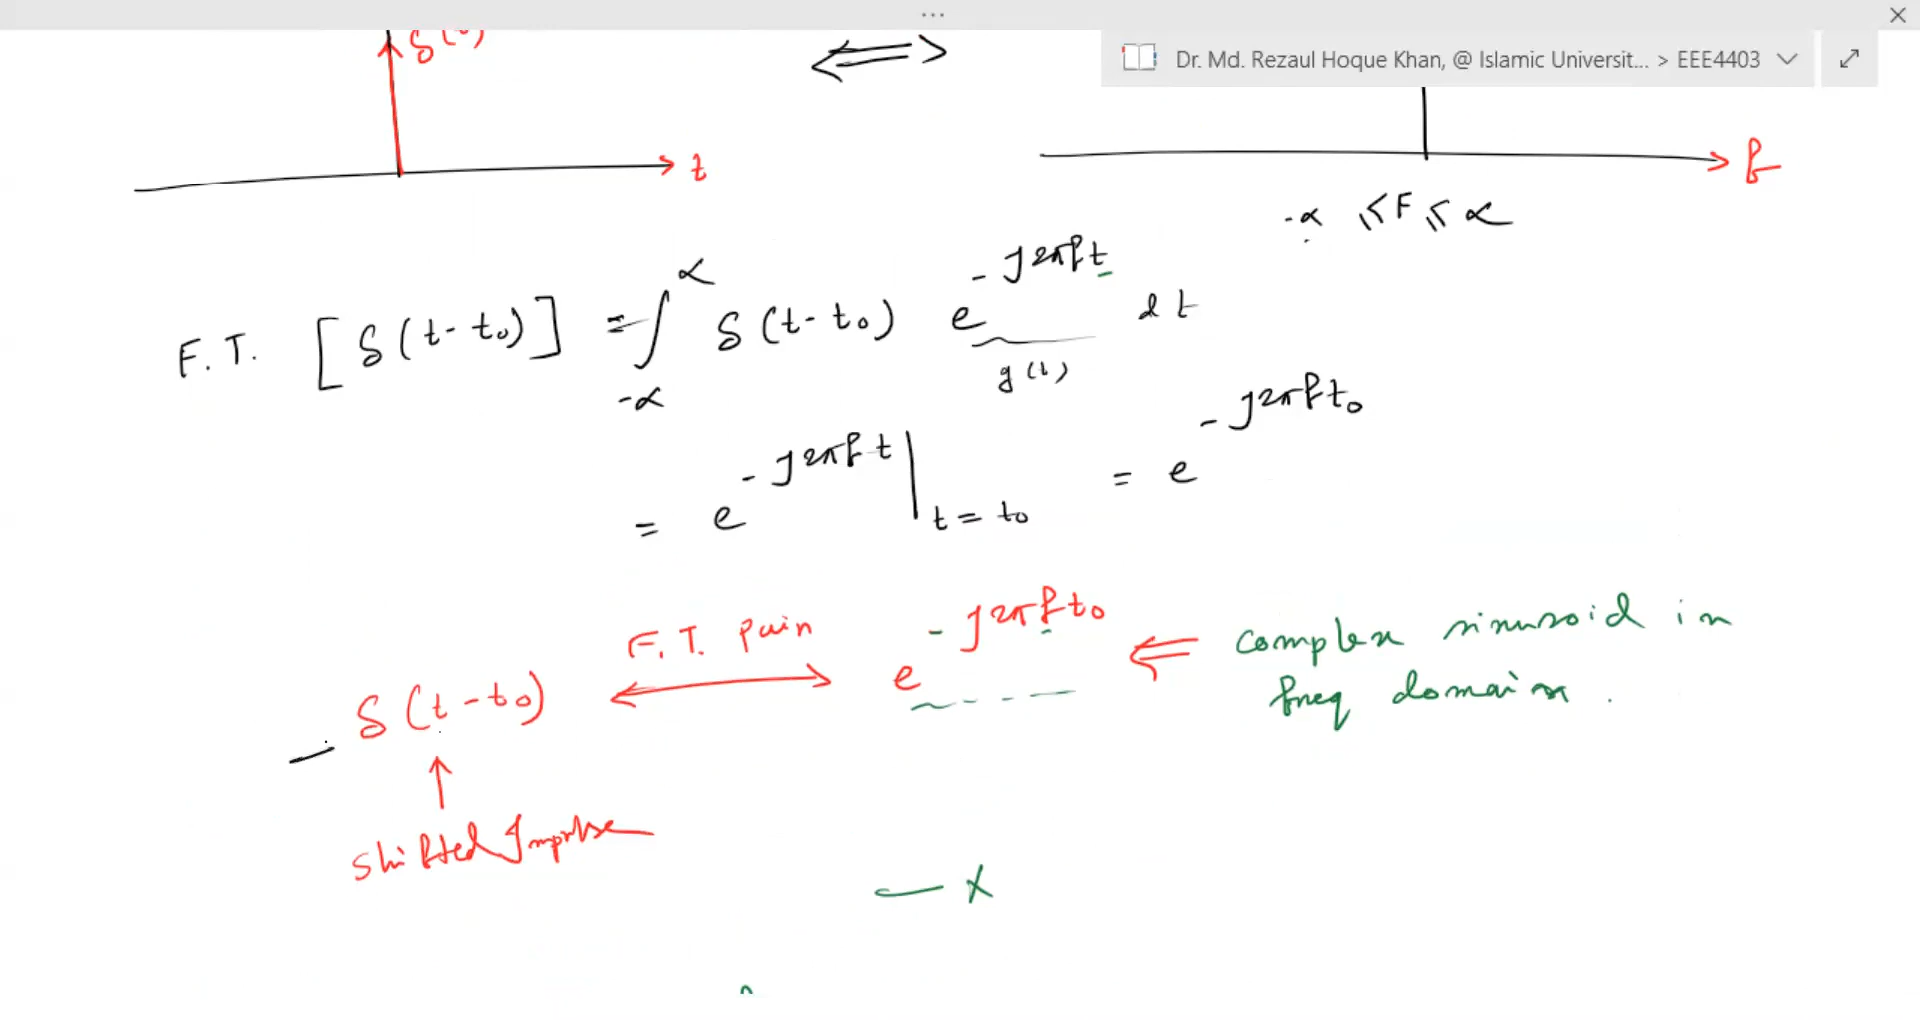 ...
δ(t)
⟸⟹
Dr. Md. Rezaul Hoque Khan, @ Islamic Universit... > EEE4403
t
f
-α ≤ F ≤ α
F.T. [δ(t-t₀)] = ∫_{-α}^{α} δ(t-t₀) e^{-j2πft} dt
g(t)
= e^{-j2πft} |_{t=t₀} = e^{-j2πft₀}
δ(t-t₀) F.T. pair ⟷ e^{-j2πft₀} ⇐ complex sinusoid in
freq domain.
↑
Shifted Impulse
— X